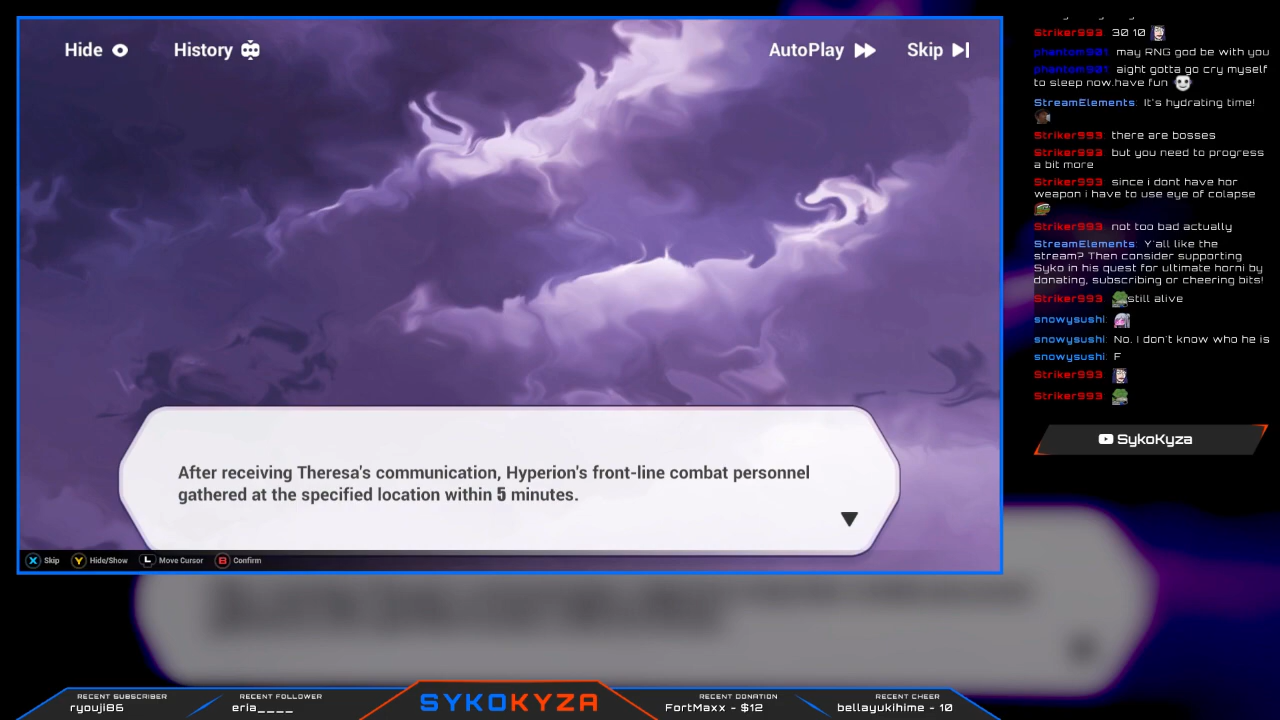 Hide
History
AutoPlay
Skip
After receiving Theresa's communication, Hyperion's front-line combat personnel
gathered at the specified location within 5 minutes.
X Skip
Y Hide/Show
L Move Cursor
B Confirm
Striker993 30 10
phantom901 may RNG god be with you
phantom901 aight gotta go cry myself
to sleep now.have fun
StreamElements: It's hydrating time!
Striker993 there are bosses
Striker993 but you need to progress
a bit more
Striker993 since i dont have hor
weapon i have to use eye of colapse
Striker993 not too bad actually
StreamElements: Y'all like the
stream? Then consider supporting
Syko in his quest for ultimate horni by
donating, subscribing or cheering bits!
Striker993 still alive
snowysushi:
snowysushi: No. I don't know who he is
snowysushi: F
Striker993
Striker993
SykoKyza
RECENT SUBSCRIBER
ryouji86
RECENT FOLLOWER
eria____
SYKOKYZA
RECENT DONATION
FortMaxx - $12
RECENT CHEER
bellayukihime - 10